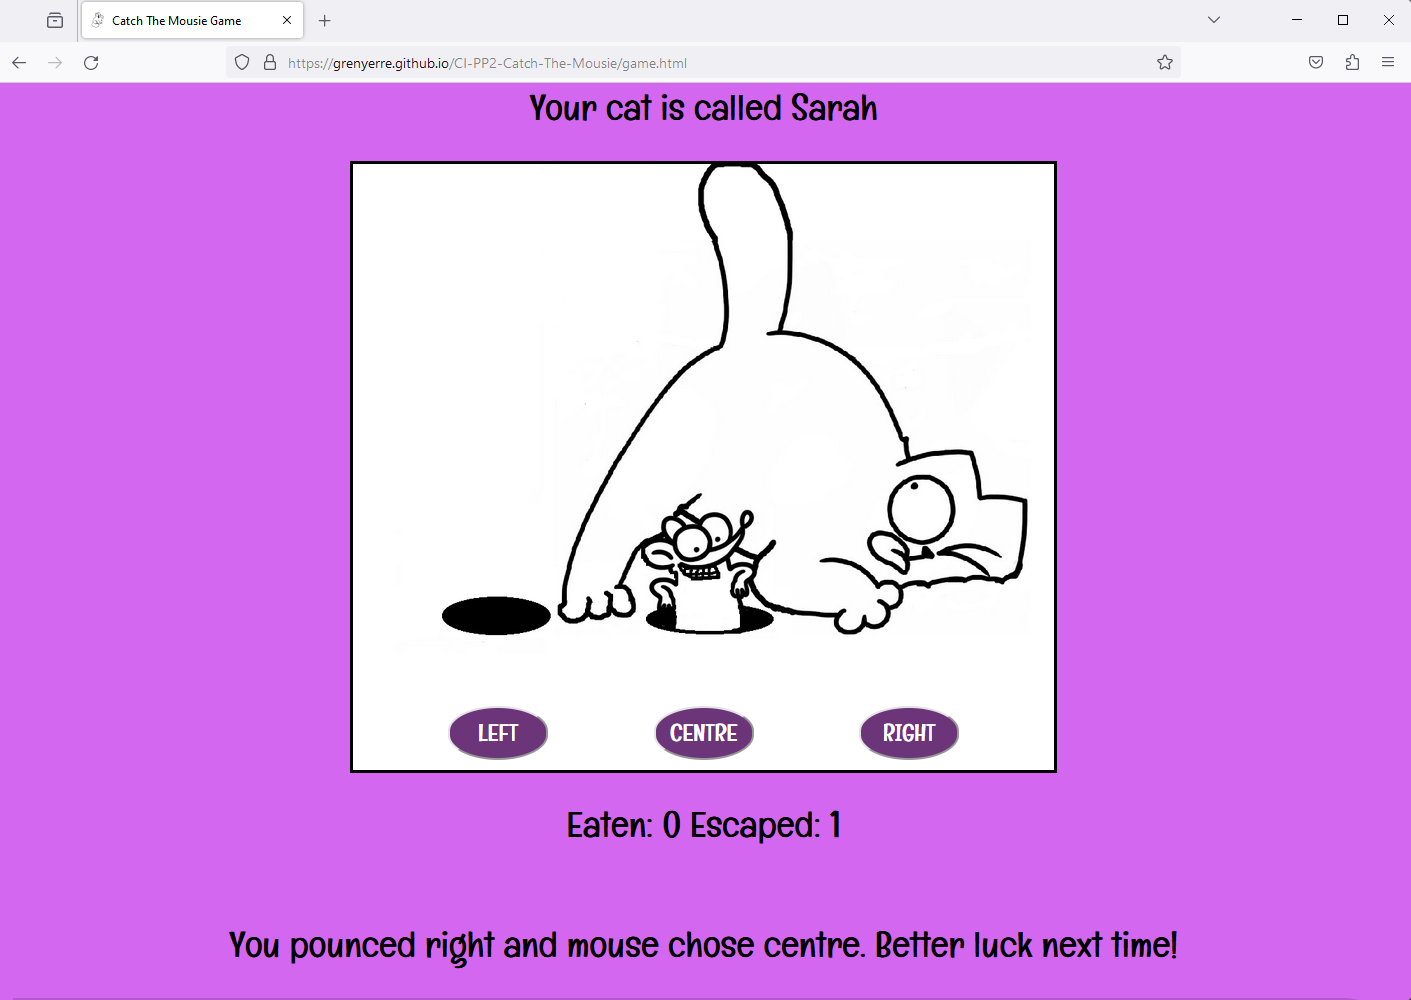 Catch The Mousie Game
https://grenyerre.github.io/CI-PP2-Catch-The-Mousie/game.html
Your cat is called Sarah
LEFT
CENTRE
RIGHT
Eaten: 0 Escaped: 1
You pounced right and mouse chose centre. Better luck next time!